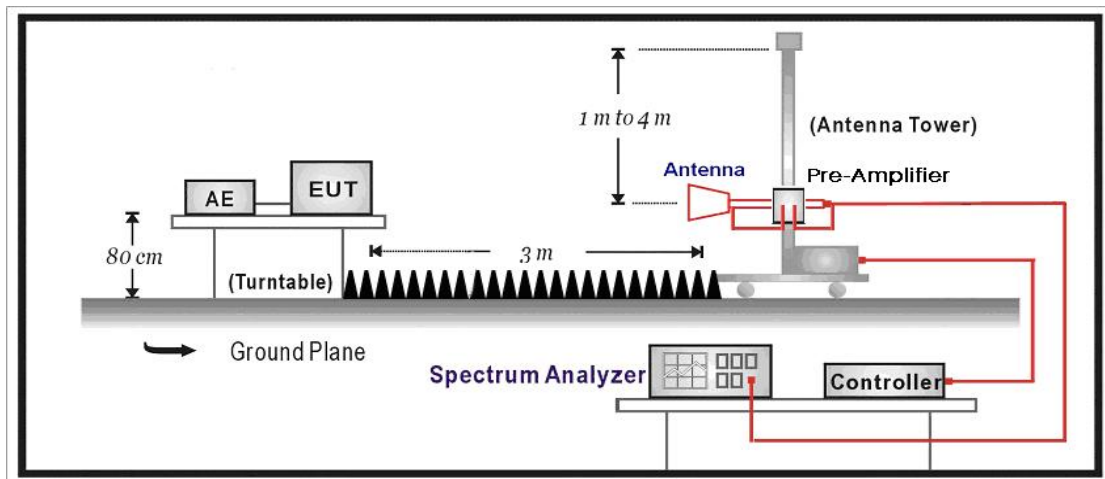 1 m to 4 m
(Antenna Tower)
Antenna
Pre-Amplifier
AE
EUT
80 cm
3 m
(Turntable)
Ground Plane
Spectrum Analyzer
Controller